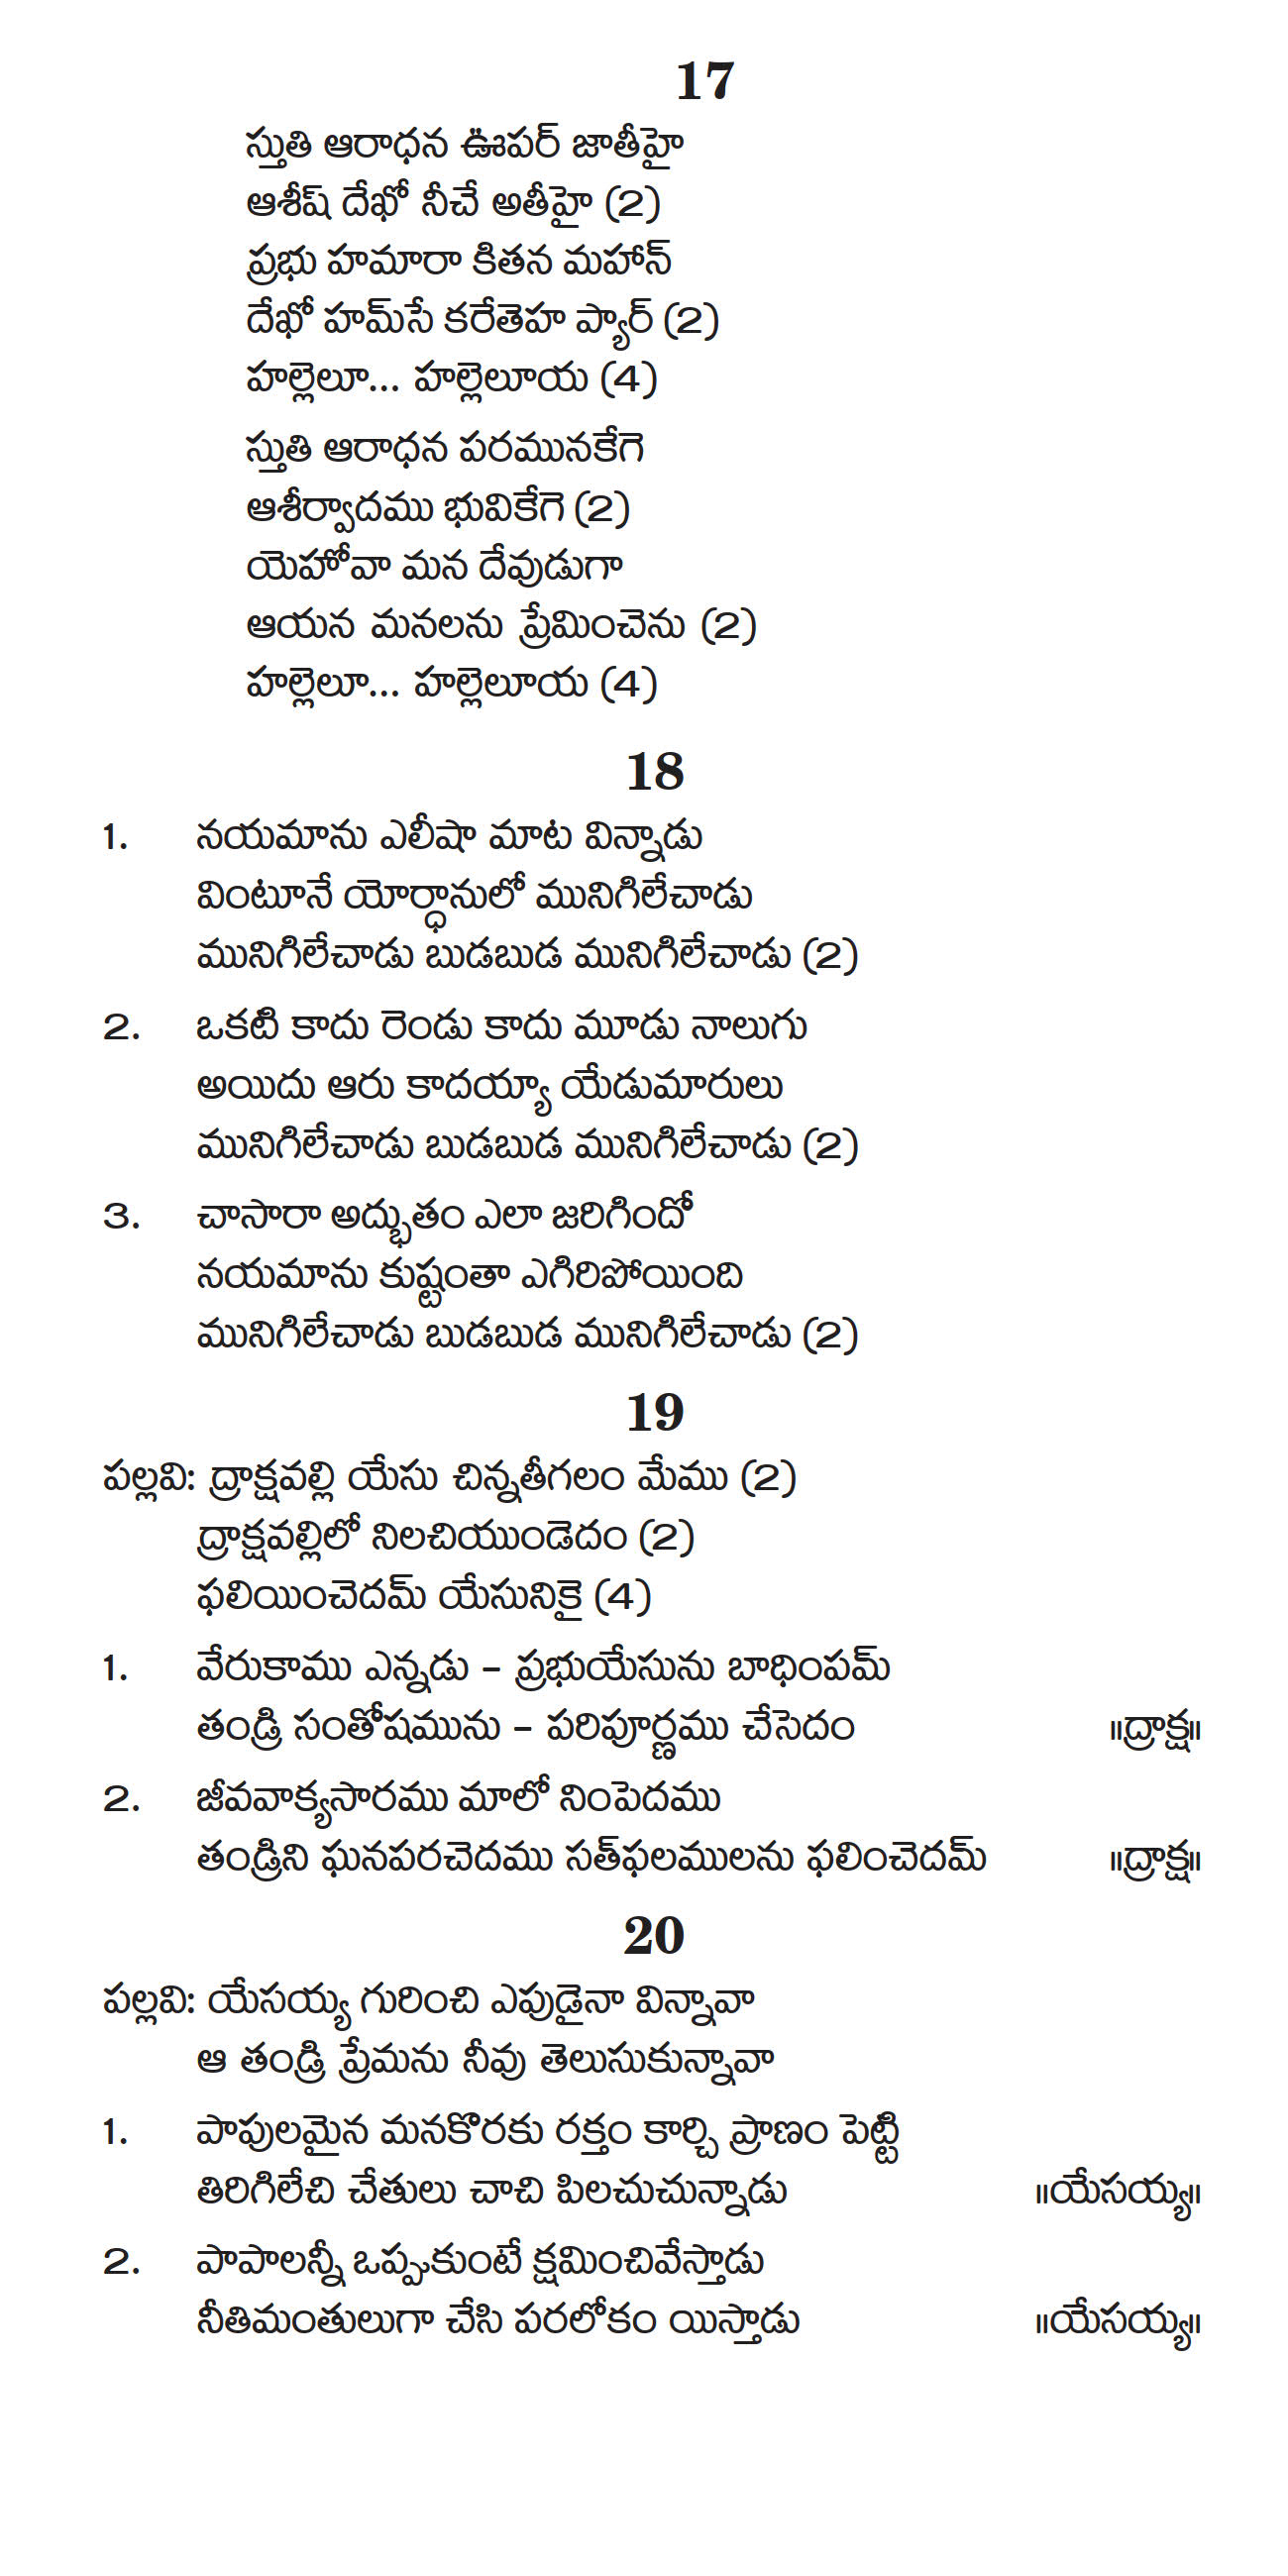 17
స్తుతి ఆరాధన ఊపర్ జాతీహై
ఆశీష్ దేఖో నీచే అతీహై (2)
ప్రభు హమారా కితన మహాన్
దేఖో హమ్‌సే కరేతెహ ప్యార్ (2)
హల్లెలూ... హల్లెలూయ (4)
స్తుతి ఆరాధన పరమునకేగె
ఆశీర్వాదము భువికేగె (2)
యెహోవా మన దేవుడుగా
ఆయన మనలను ప్రేమించెను (2)
హల్లెలూ... హల్లెలూయ (4)
18
1. నయమాను ఎలీషా మాట విన్నాడు
వింటూనే యోర్ధానులో మునిగిలేచాడు
మునిగిలేచాడు బుడబుడ మునిగిలేచాడు (2)
2. ఒకటి కాదు రెండు కాదు మూడు నాలుగు
అయిదు ఆరు కాదయ్యా యేడుమారులు
మునిగిలేచాడు బుడబుడ మునిగిలేచాడు (2)
3. చాసారా అద్భుతం ఎలా జరిగిందో
నయమాను కుష్టంతా ఎగిరిపోయింది
మునిగిలేచాడు బుడబుడ మునిగిలేచాడు (2)
19
పల్లవి: ద్రాక్షవల్లి యేసు చిన్నతీగలం మేము (2)
ద్రాక్షవల్లిలో నిలచియుండెదం (2)
ఫలియించెదమ్ యేసునికై (4)
1. వేరుకాము ఎన్నడు – ప్రభుయేసును బాధింపమ్
తండ్రి సంతోషమును – పరిపూర్ణము చేసెదం ॥ద్రాక్ష॥
2. జీవవాక్యసారము మాలో నింపెదము
తండ్రిని ఘనపరచెదము సత్‌ఫలములను ఫలించెదమ్ ॥ద్రాక్ష॥
20
పల్లవి: యేసయ్య గురించి ఎపుడైనా విన్నావా
ఆ తండ్రి ప్రేమను నీవు తెలుసుకున్నావా
1. పాపులమైన మనకొరకు రక్తం కార్చి ప్రాణం పెట్టి
తిరిగిలేచి చేతులు చాచి పిలచుచున్నాడు ॥యేసయ్య॥
2. పాపాలన్నీ ఒప్పుకుంటే క్షమించివేస్తాడు
నీతిమంతులుగా చేసి పరలోకం యిస్తాడు ॥యేసయ్య॥